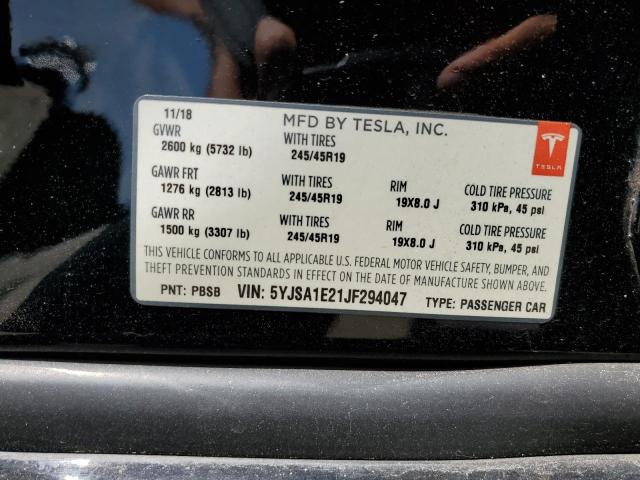 11/18
MFD BY TESLA, INC.
TESLA
GVWR WITH TIRES
2600 kg (5732 lb) 245/45R19
GAWR FRT WITH TIRES RIM COLD TIRE PRESSURE
1276 kg (2813 lb) 245/45R19 19X8.0 J 310 kPa, 45 psi
GAWR RR WITH TIRES RIM COLD TIRE PRESSURE
1500 kg (3307 lb) 245/45R19 19X8.0 J 310 kPa, 45 psi
THIS VEHICLE CONFORMS TO ALL APPLICABLE U.S. FEDERAL MOTOR VEHICLE SAFETY, BUMPER, AND
THEFT PREVENTION STANDARDS IN EFFECT ON THE DATE OF MANUFACTURE SHOWN ABOVE.
PNT: PBSB VIN: 5YJSA1E21JF294047 TYPE: PASSENGER CAR